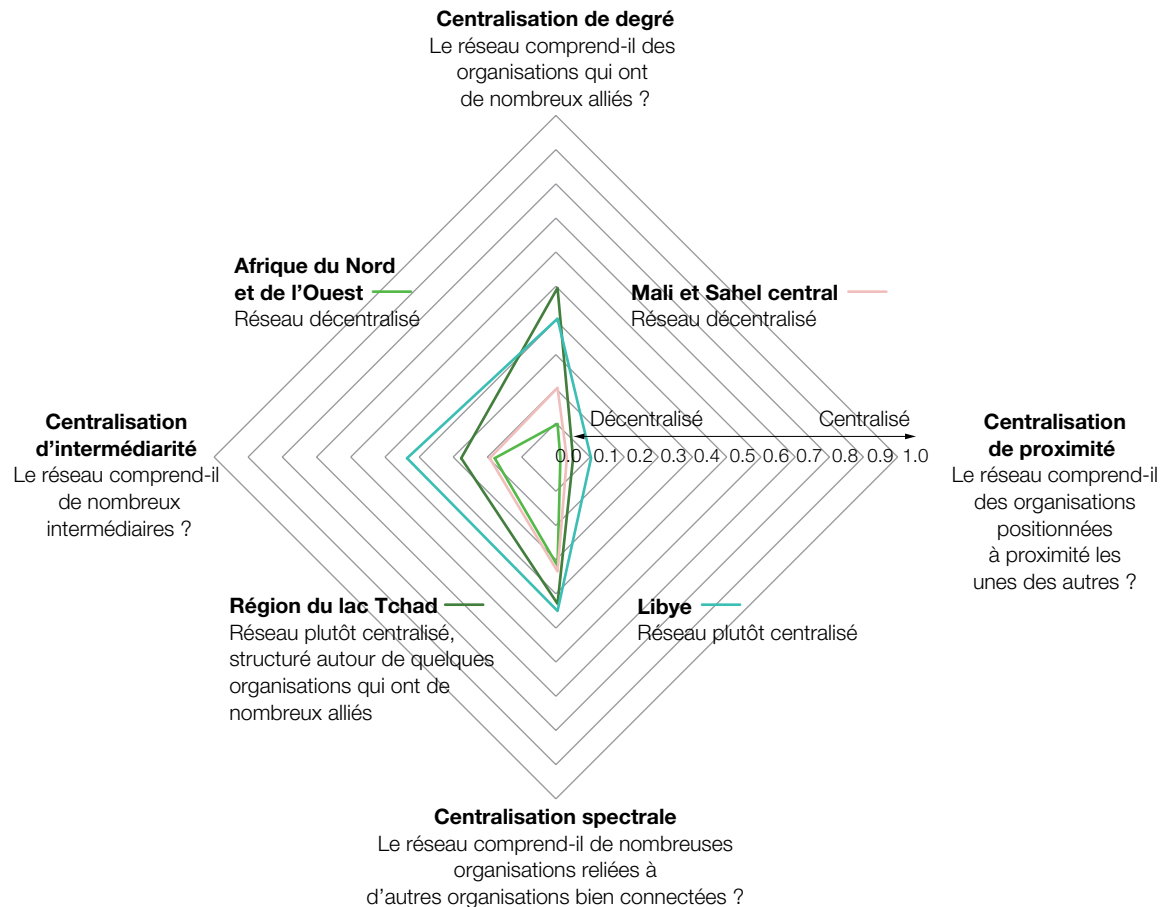 Centralisation de degré
Le réseau comprend-il des
organisations qui ont
de nombreux alliés ?
Afrique du Nord
et de l’Ouest
Réseau décentralisé
Mali et Sahel central
Réseau décentralisé
Centralisation
d’intermédiarité
Le réseau comprend-il
de nombreux
intermédiaires ?
Décentralisé
Centralisé
0.0 0.1 0.2 0.3 0.4 0.5 0.6 0.7 0.8 0.9 1.0
Centralisation
de proximité
Le réseau comprend-il
des organisations
positionnées
à proximité les
unes des autres ?
Région du lac Tchad
Réseau plutôt centralisé,
structuré autour de quelques
organisations qui ont de
nombreux alliés
Libye
Réseau plutôt centralisé
Centralisation spectrale
Le réseau comprend-il de nombreuses
organisations reliées à
d’autres organisations bien connectées ?